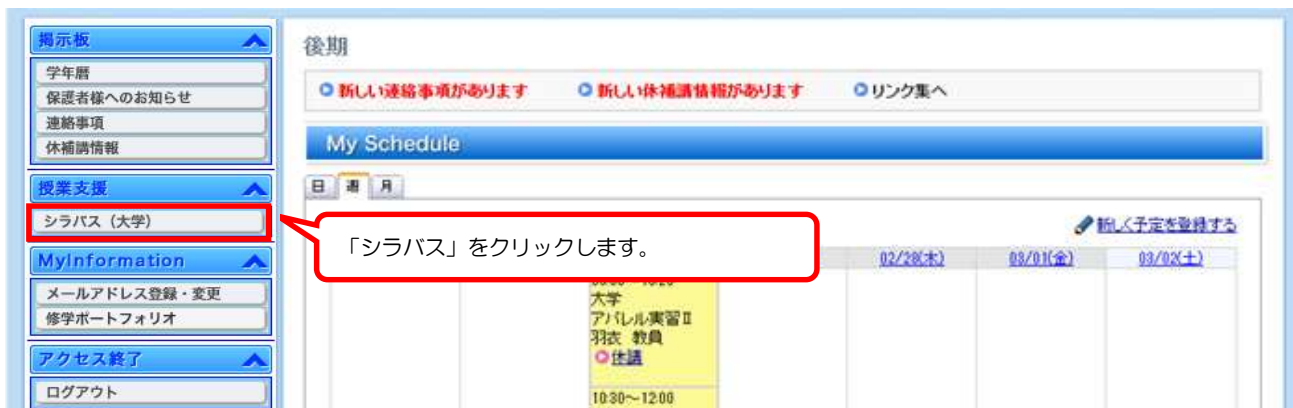 掲示板
学年暦
保護者様へのお知らせ
連絡事項
休補講情報
授業支援
シラバス（大学）
MyInformation
メールアドレス登録・変更
修学ポートフォリオ
アクセス終了
ログアウト
後期
新しい連絡事項があります 新しい休補講情報があります リンク集へ
My Schedule
日 週 月
新しく予定を登録する
「シラバス」をクリックします。
02/28(木) 03/01(金) 03/02(土)
大学
アパレル実習Ⅱ
羽衣 教員
休講
10:30～12:00